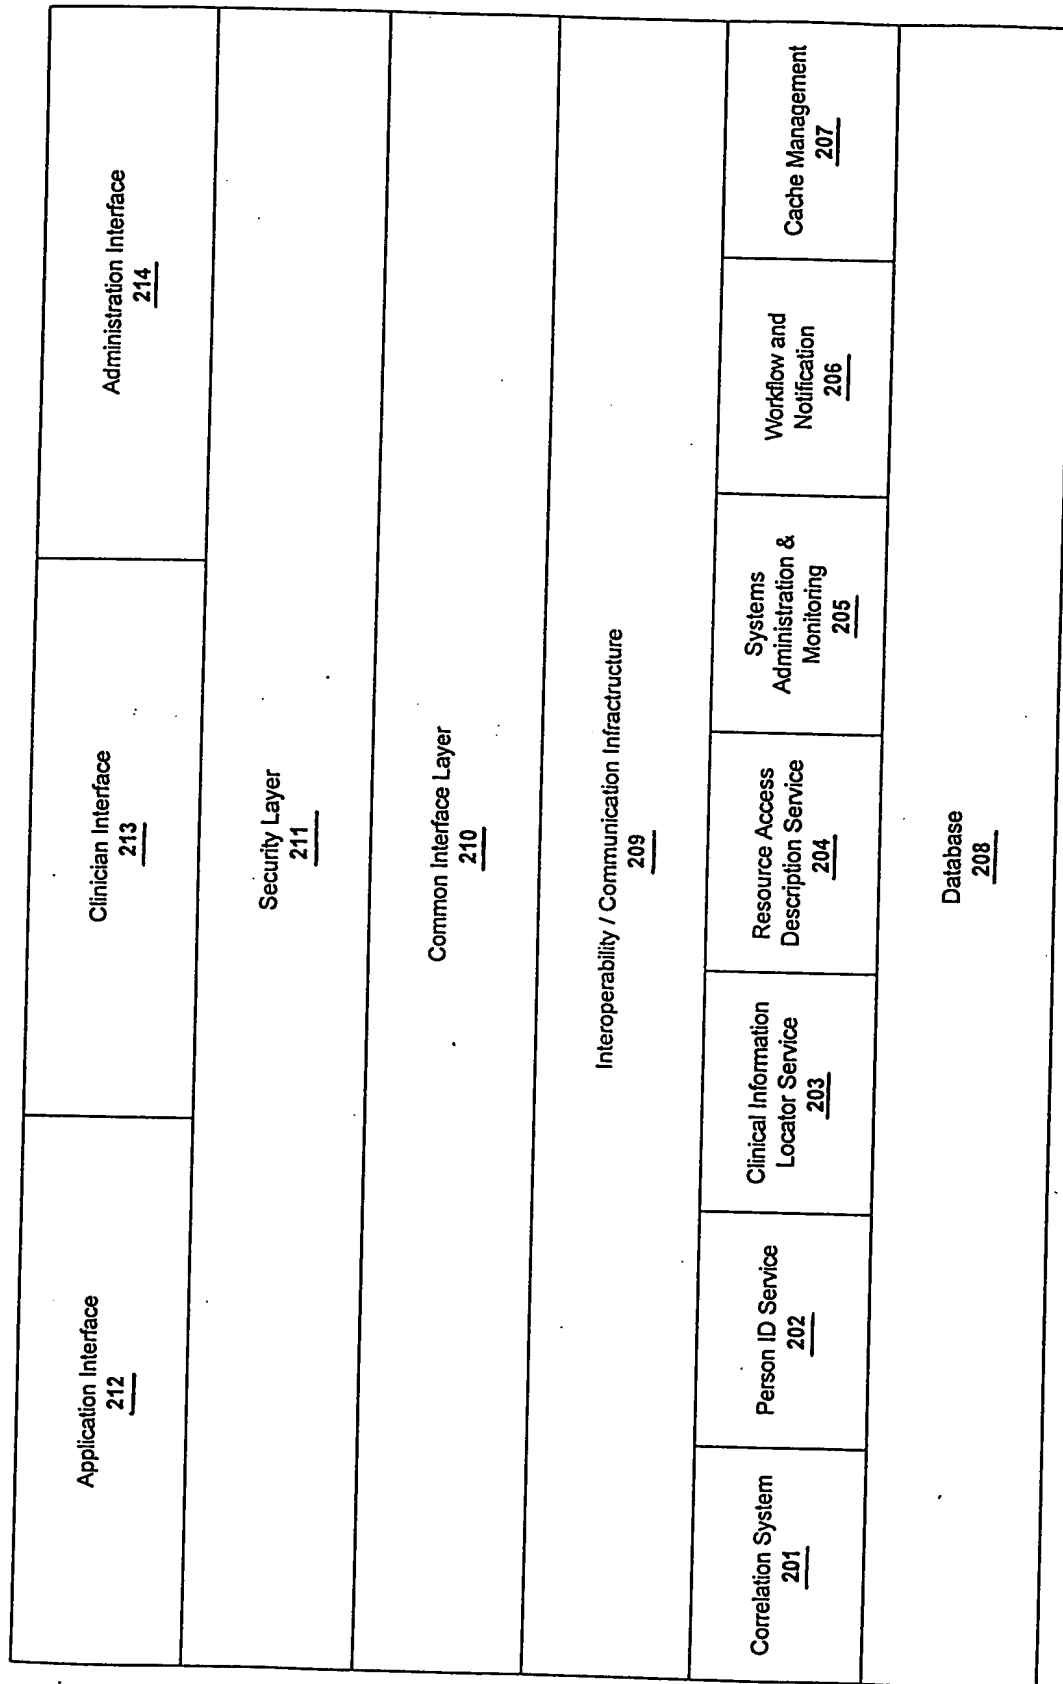 Application Interface
212
Clinician Interface
213
Administration Interface
214
Security Layer
211
Common Interface Layer
210
Interoperability / Communication Infractructure
209
Correlation System
201
Person ID Service
202
Clinical Information
Locator Service
203
Resource Access
Description Service
204
Systems
Administration &
Monitoring
205
Workflow and
Notification
206
Cache Management
207
Database
208